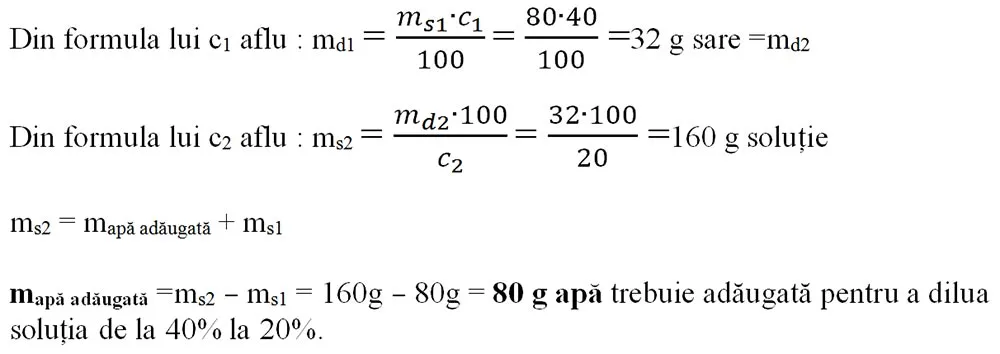 Din formula lui c₁ aflu : m_d1 = (m_s1·c₁)/100 = (80·40)/100 =32 g sare =m_d2
Din formula lui c₂ aflu : m_s2 = (m_d2·100)/c₂ = (32·100)/20 =160 g soluție
m_s2 = m_apă adăugată + m_s1
m_apă adăugată =m_s2 – m_s1 = 160g – 80g = 80 g apă trebuie adăugată pentru a dilua
soluția de la 40% la 20%.